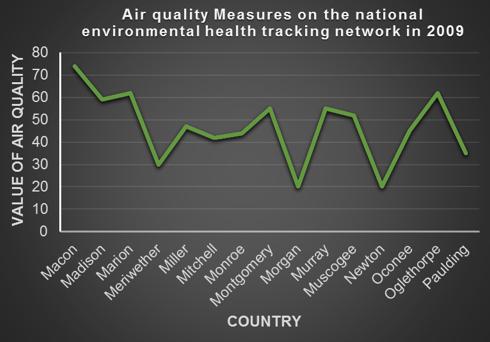 Air quality Measures on the national
environmental health tracking network in 2009
VALUE OF AIR QUALITY
80
70
60
50
40
30
20
10
0
Macon
Madison
Marion
Meriwether
Miller
Mitchell
Monroe
Montgomery
Morgan
Murray
Muscogee
Newton
Oconee
Oglethorpe
Paulding
COUNTRY